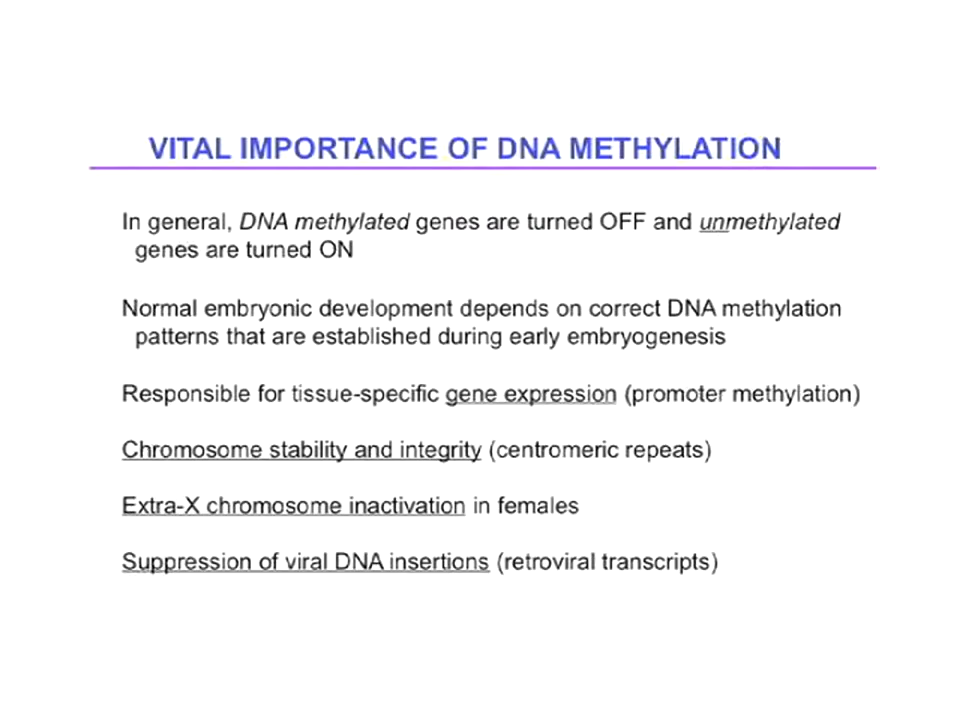 VITAL IMPORTANCE OF DNA METHYLATION
In general, DNA methylated genes are turned OFF and unmethylated
genes are turned ON
Normal embryonic development depends on correct DNA methylation
patterns that are established during early embryogenesis
Responsible for tissue-specific gene expression (promoter methylation)
Chromosome stability and integrity (centromeric repeats)
Extra-X chromosome inactivation in females
Suppression of viral DNA insertions (retroviral transcripts)